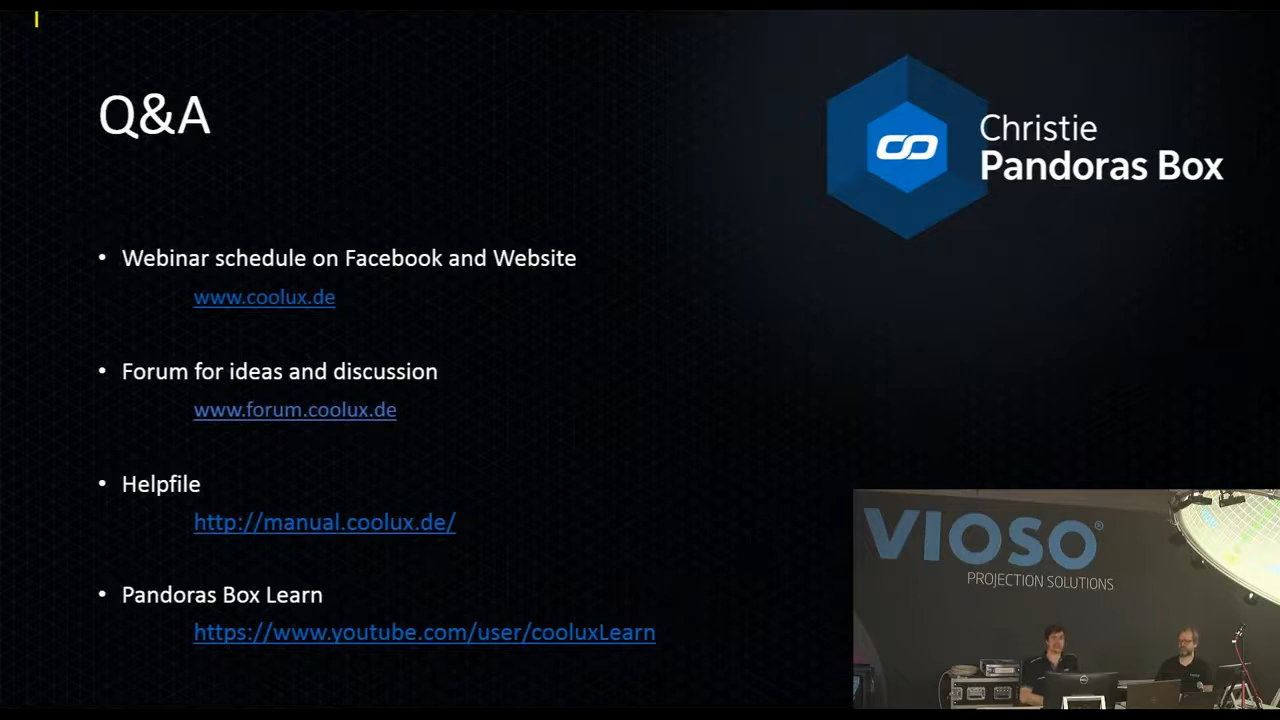 Q&A
Christie
Pandoras Box
• Webinar schedule on Facebook and Website
www.coolux.de
• Forum for ideas and discussion
www.forum.coolux.de
• Helpfile
http://manual.coolux.de/
• Pandoras Box Learn
https://www.youtube.com/user/cooluxLearn
VIOSO®
PROJECTION SOLUTIONS